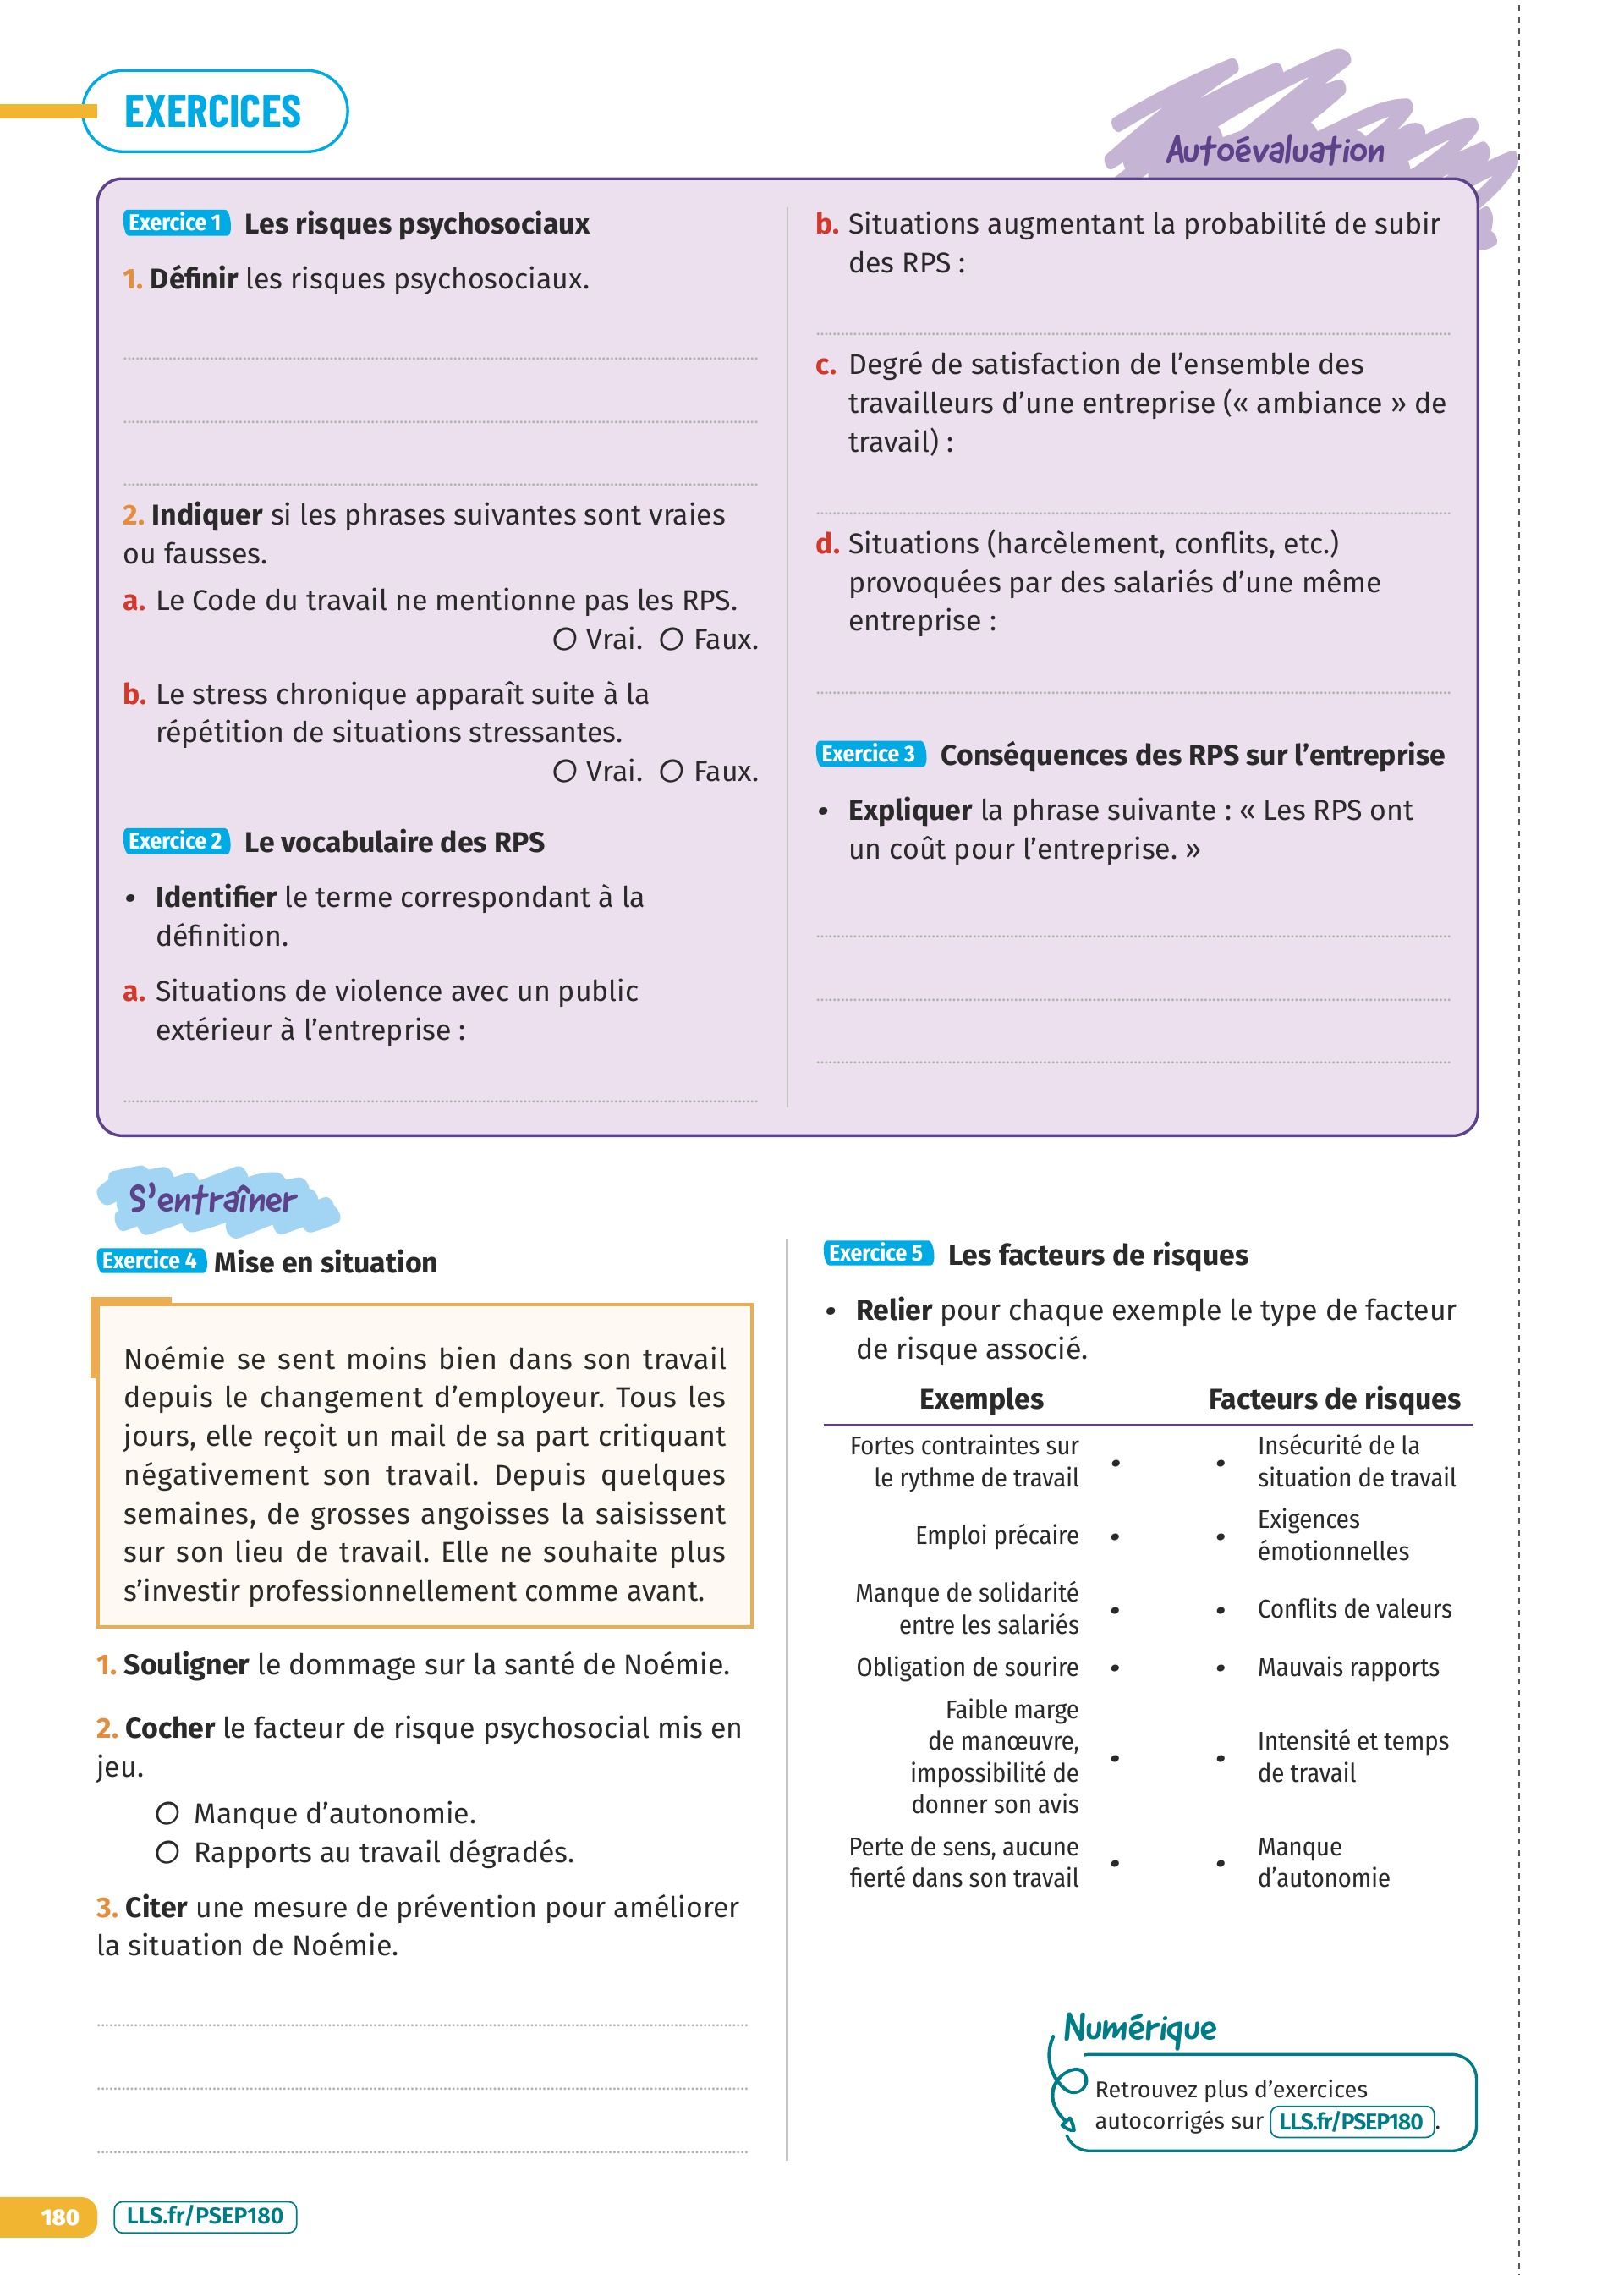 EXERCICES
Autoévaluation
Exercice 1 Les risques psychosociaux
1. Définir les risques psychosociaux.
2. Indiquer si les phrases suivantes sont vraies
ou fausses.
a. Le Code du travail ne mentionne pas les RPS.
Vrai. Faux.
b. Le stress chronique apparaît suite à la
répétition de situations stressantes.
Vrai. Faux.
Exercice 2 Le vocabulaire des RPS
• Identifier le terme correspondant à la
définition.
a. Situations de violence avec un public
extérieur à l’entreprise :
b. Situations augmentant la probabilité de subir
des RPS :
c. Degré de satisfaction de l’ensemble des
travailleurs d’une entreprise (« ambiance » de
travail) :
d. Situations (harcèlement, conflits, etc.)
provoquées par des salariés d’une même
entreprise :
Exercice 3 Conséquences des RPS sur l’entreprise
• Expliquer la phrase suivante : « Les RPS ont
un coût pour l’entreprise. »
S’entraîner
Exercice 4 Mise en situation
Noémie se sent moins bien dans son travail
depuis le changement d’employeur. Tous les
jours, elle reçoit un mail de sa part critiquant
négativement son travail. Depuis quelques
semaines, de grosses angoisses la saisissent
sur son lieu de travail. Elle ne souhaite plus
s’investir professionnellement comme avant.
1. Souligner le dommage sur la santé de Noémie.
2. Cocher le facteur de risque psychosocial mis en
jeu.
Manque d’autonomie.
Rapports au travail dégradés.
3. Citer une mesure de prévention pour améliorer
la situation de Noémie.
Exercice 5 Les facteurs de risques
• Relier pour chaque exemple le type de facteur
de risque associé.
Exemples Facteurs de risques
Fortes contraintes sur
le rythme de travail
• • Insécurité de la
situation de travail
Emploi précaire • • Exigences
émotionnelles
Manque de solidarité
entre les salariés
• • Conflits de valeurs
Obligation de sourire • • Mauvais rapports
Faible marge
de manœuvre,
impossibilité de
donner son avis
• • Intensité et temps
de travail
Perte de sens, aucune
fierté dans son travail
• • Manque
d’autonomie
Numérique
Retrouvez plus d’exercices
autocorrigés sur LLS.fr/PSEP180.
180 LLS.fr/PSEP180